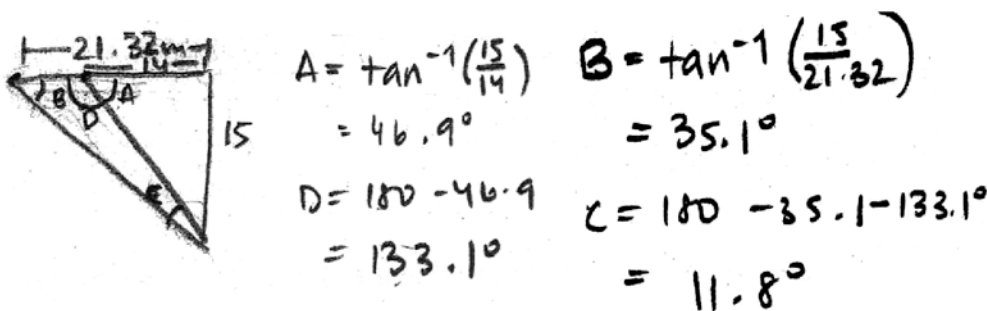 21.32m
14
B
A
D
15
E
A = tan⁻¹(15/14)
= 46.9°
D = 180 - 46.9
= 133.1°
B = tan⁻¹(15/21.32)
= 35.1°
C = 180 - 35.1 - 133.1°
= 11.8°